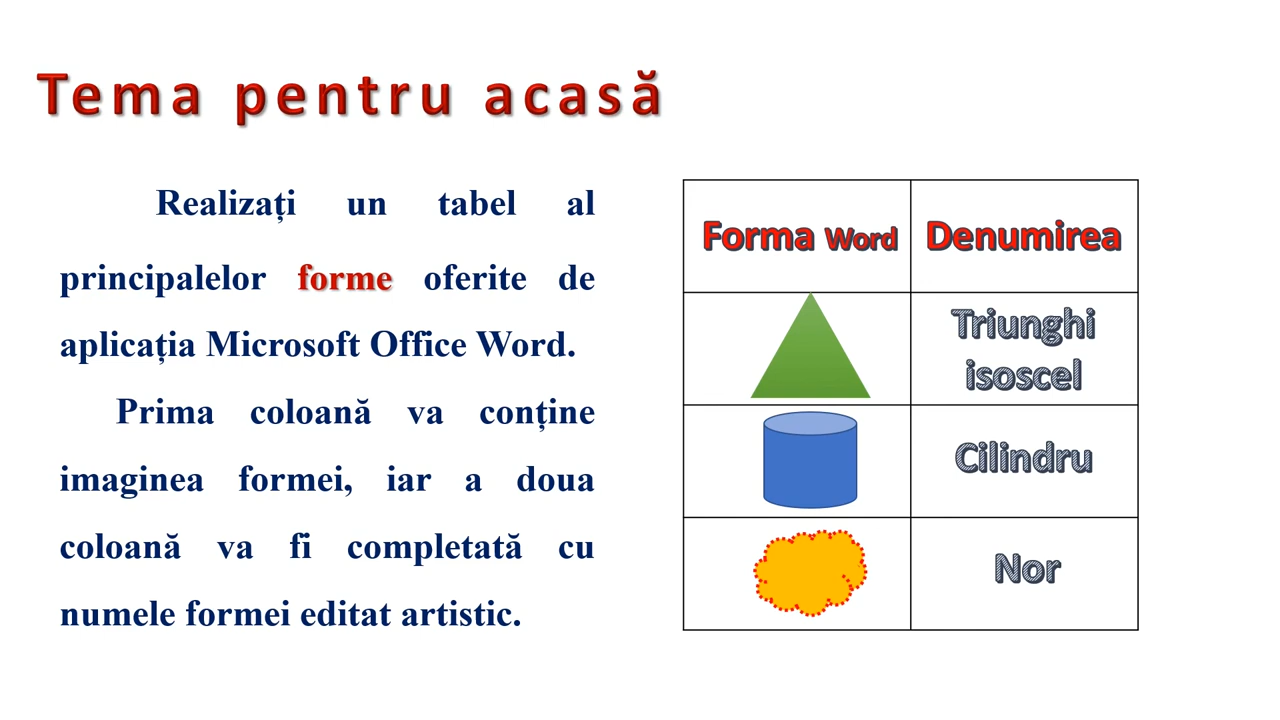 Tema pentru acasă
Realizați un tabel al
principalelor forme oferite de
aplicația Microsoft Office Word.
Prima coloană va conține
imaginea formei, iar a doua
coloană va fi completată cu
numele formei editat artistic.
Forma Word Denumirea
Triunghi
isoscel
Cilindru
Nor